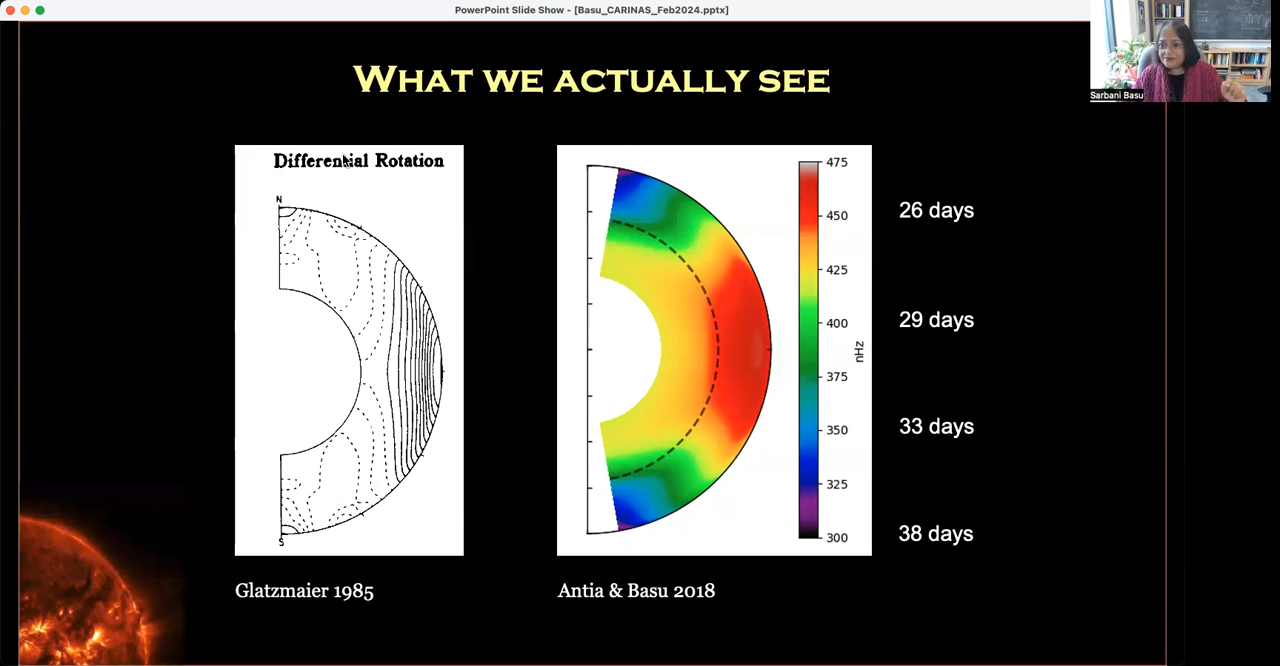 PowerPoint Slide Show - [Basu_CARINAS_Feb2024.pptx]
Sarbani Basu
WHAT WE ACTUALLY SEE
Differential Rotation
N
S
475
450
425
400
375
350
325
300
nHz
26 days
29 days
33 days
38 days
Glatzmaier 1985
Antia & Basu 2018